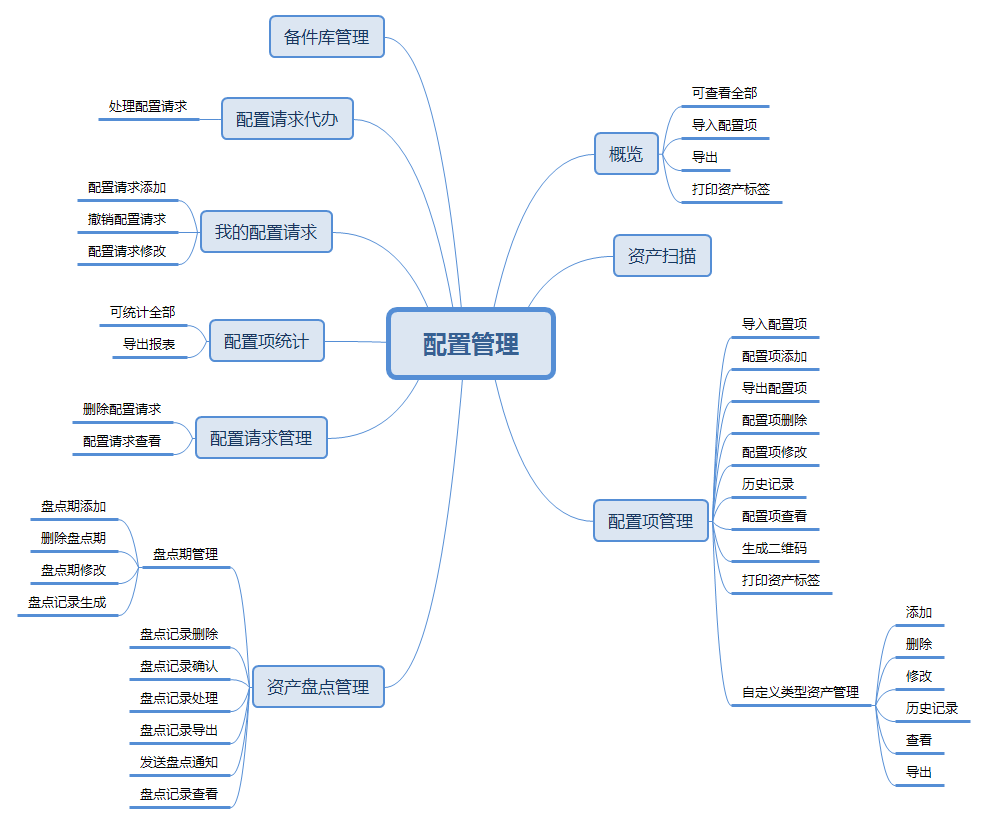 配置管理
概览
可查看全部
导入配置项
导出
打印资产标签
资产扫描
配置项管理
导入配置项
配置项添加
导出配置项
配置项删除
配置项修改
历史记录
配置项查看
生成二维码
打印资产标签
自定义类型资产管理
添加
删除
修改
历史记录
查看
导出
备件库管理
配置请求代办
处理配置请求
我的配置请求
配置请求添加
撤销配置请求
配置请求修改
配置项统计
可统计全部
导出报表
配置请求管理
删除配置请求
配置请求查看
资产盘点管理
盘点期管理
盘点期添加
删除盘点期
盘点期修改
盘点记录生成
盘点记录删除
盘点记录确认
盘点记录处理
盘点记录导出
发送盘点通知
盘点记录查看